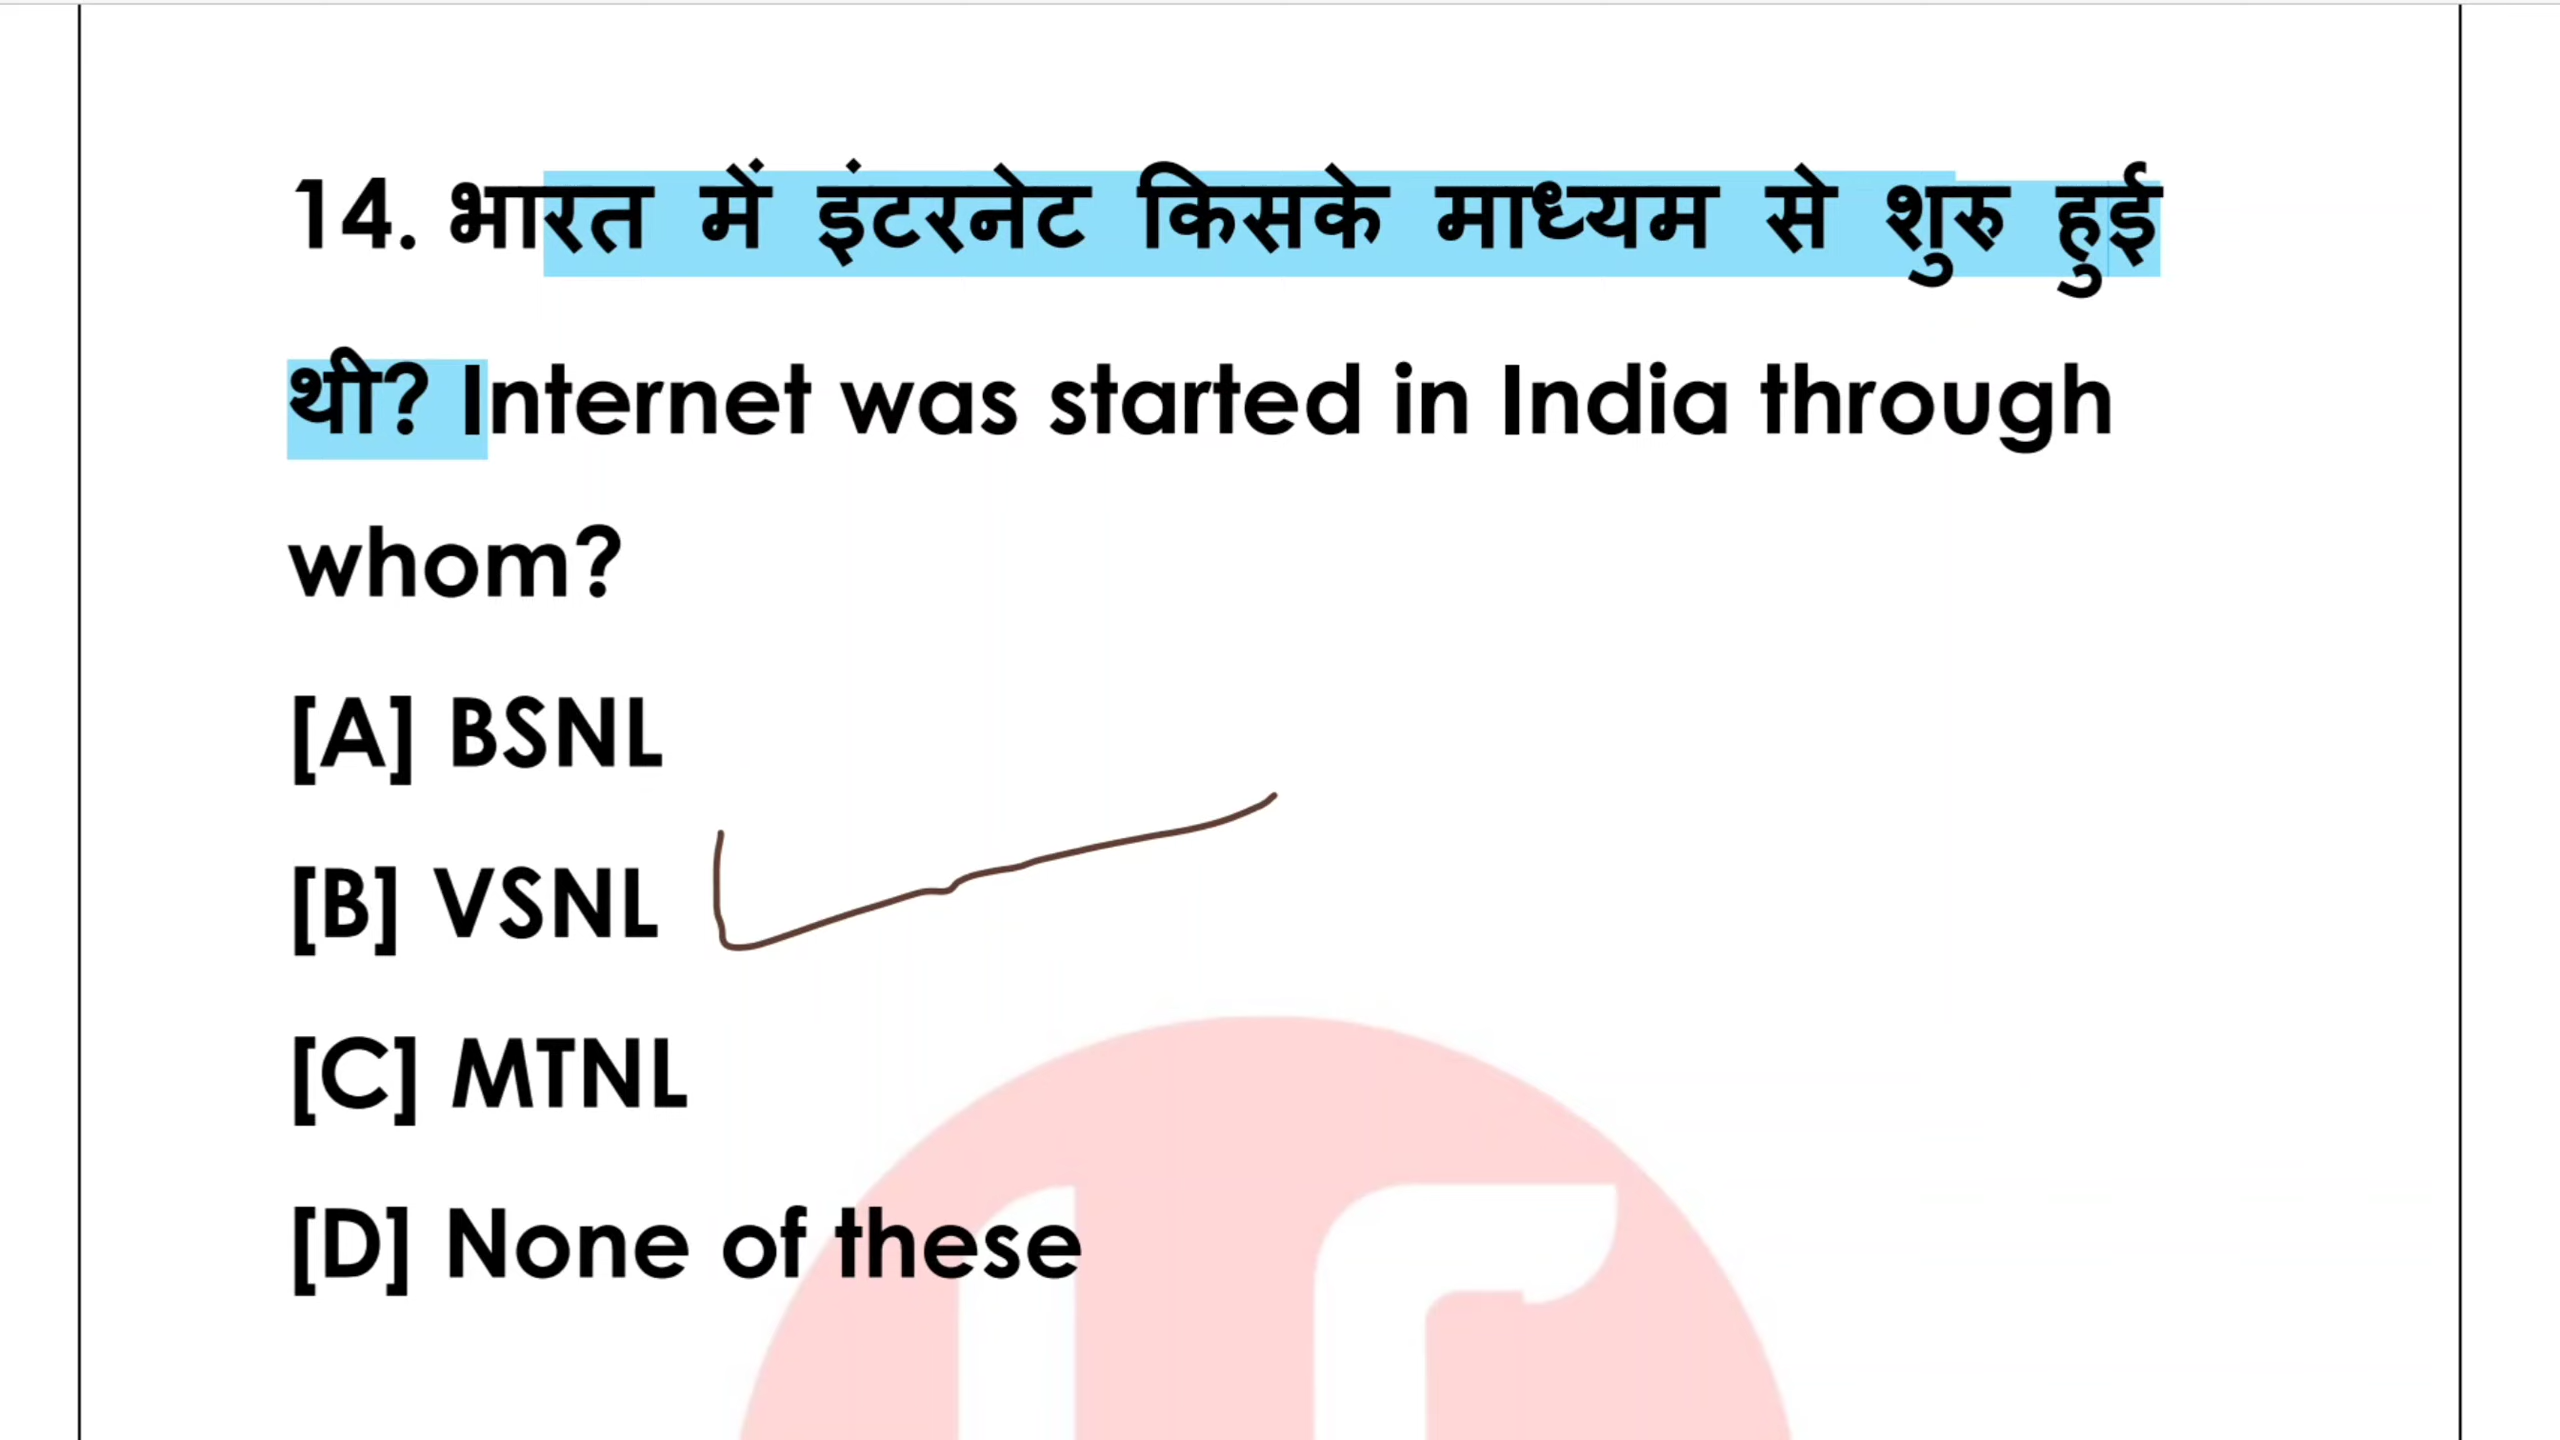 14. भारत में इंटरनेट किसके माध्यम से शुरु हुई
थी? Internet was started in India through
whom?
[A] BSNL
[B] VSNL
[C] MTNL
[D] None of these